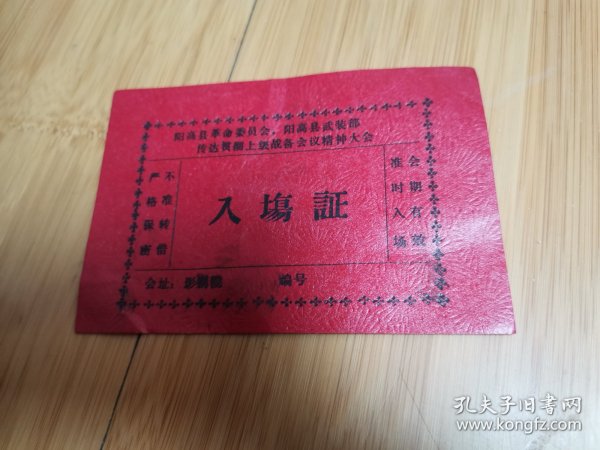 阳高县革命委员会，阳高县武装部
传达贯彻上级战备会议精神大会
不准转借
严格保密
入場証
会期有效
准时入场
会址：影剧院 编号
孔夫子旧书网
www.kongfz.com